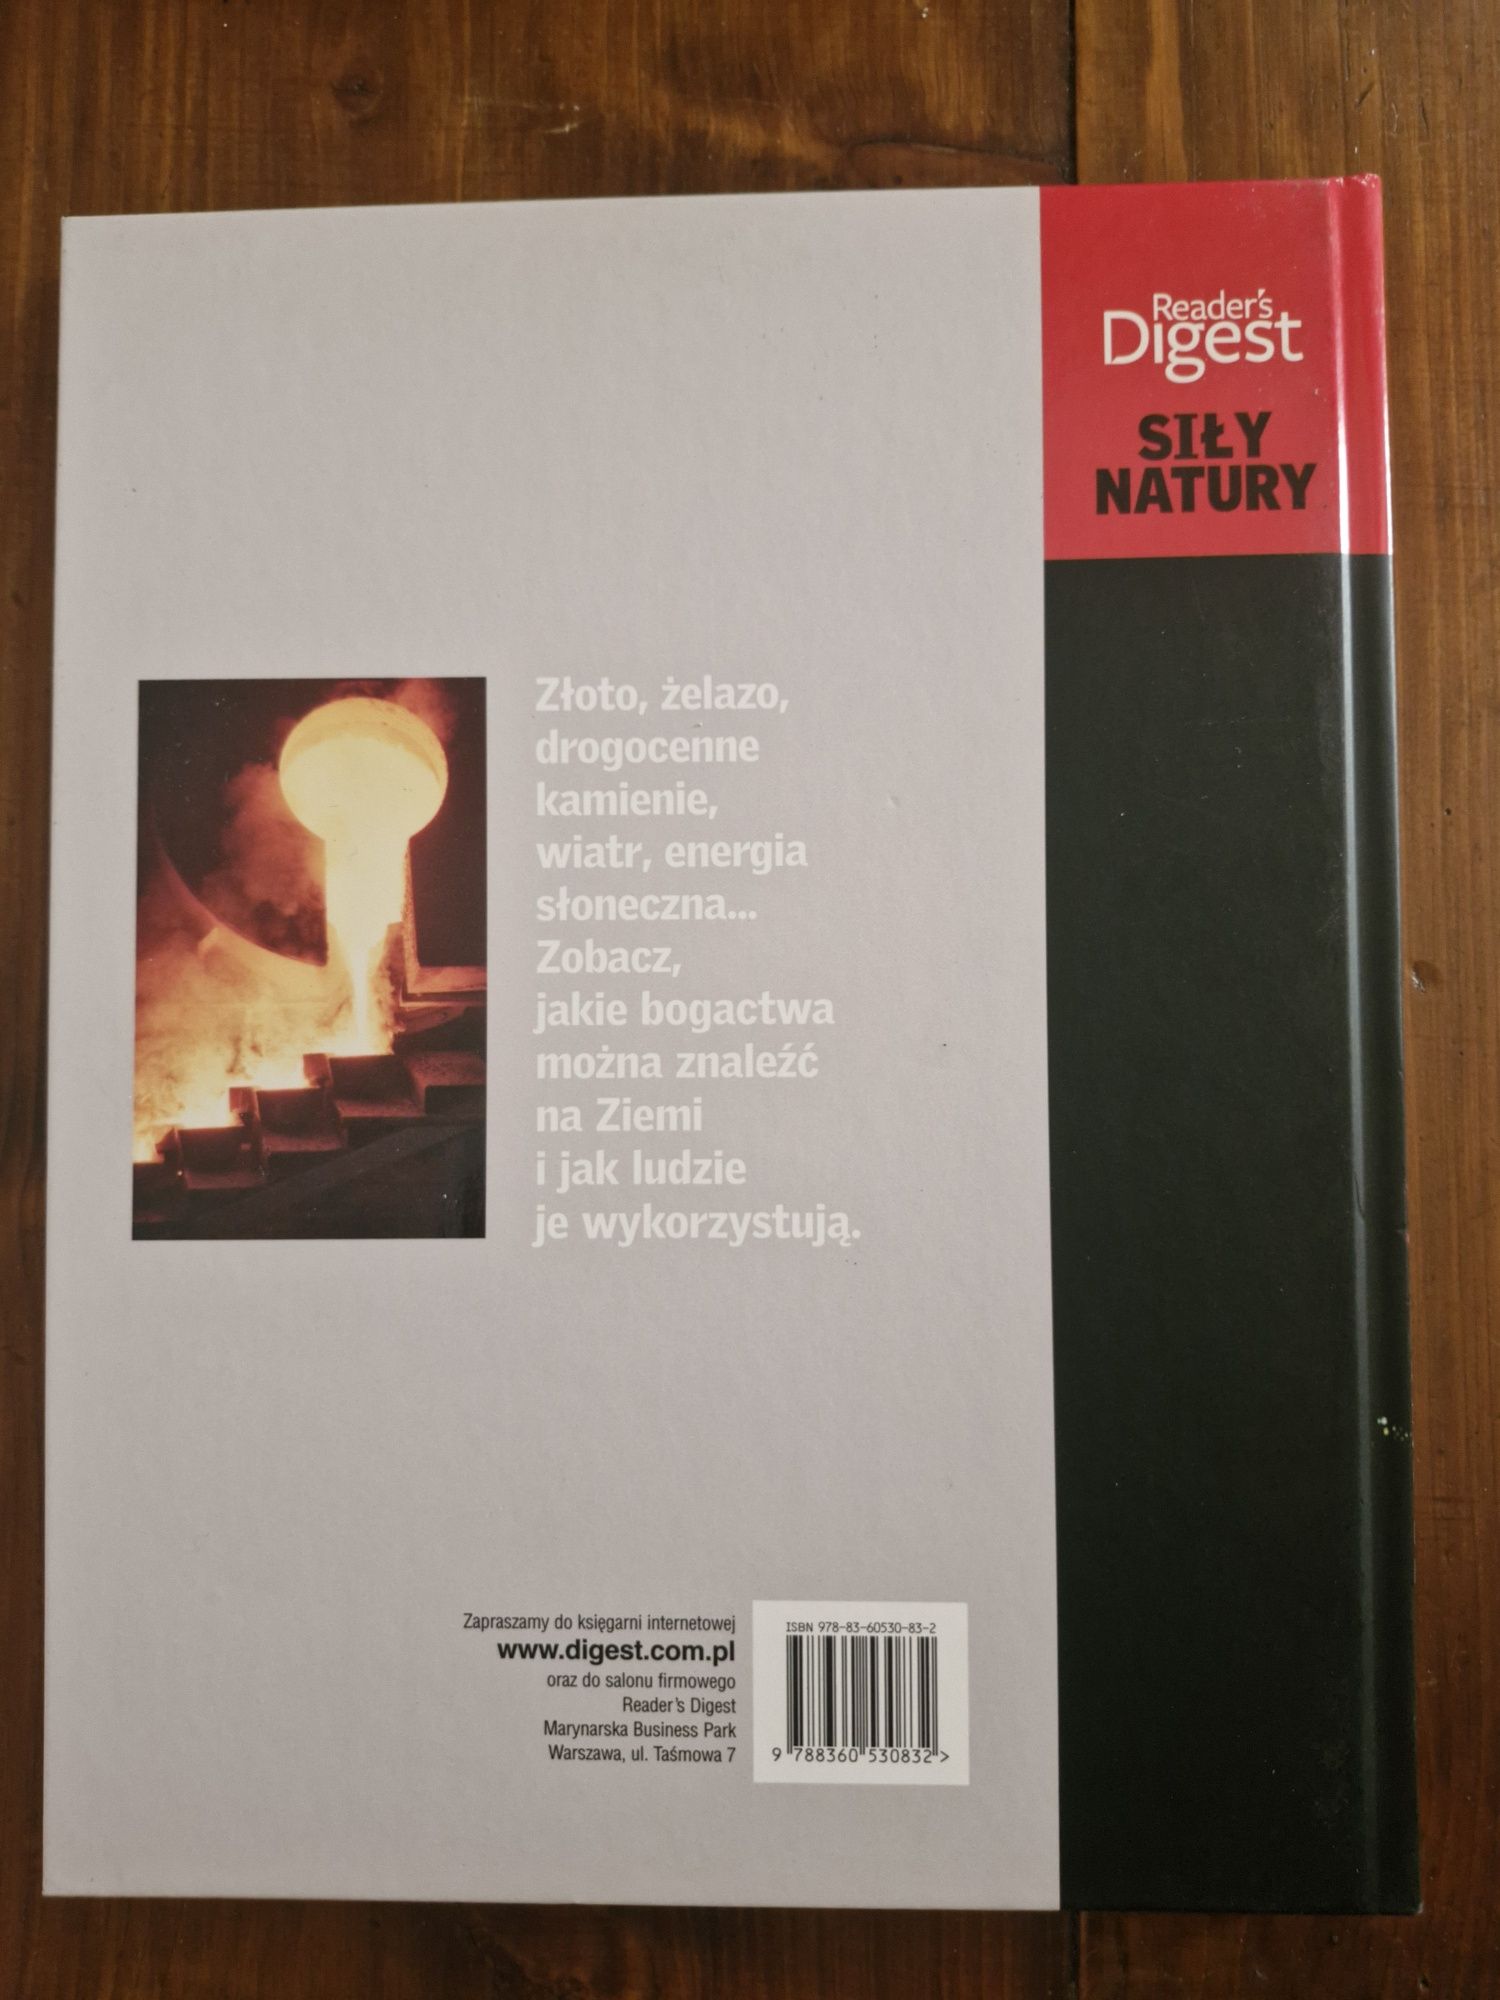 Reader's
Digest
SIŁY
NATURY
Złoto, żelazo,
drogocenne
kamienie,
wiatr, energia
słoneczna...
Zobacz,
jakie bogactwa
można znaleźć
na Ziemi
i jak ludzie
je wykorzystują.
Zapraszamy do księgarni internetowej
www.digest.com.pl
oraz do salonu firmowego
Reader's Digest
Marynarska Business Park
Warszawa, ul. Taśmowa 7
ISBN 978-83-60530-83-2
9 788360 530832 >